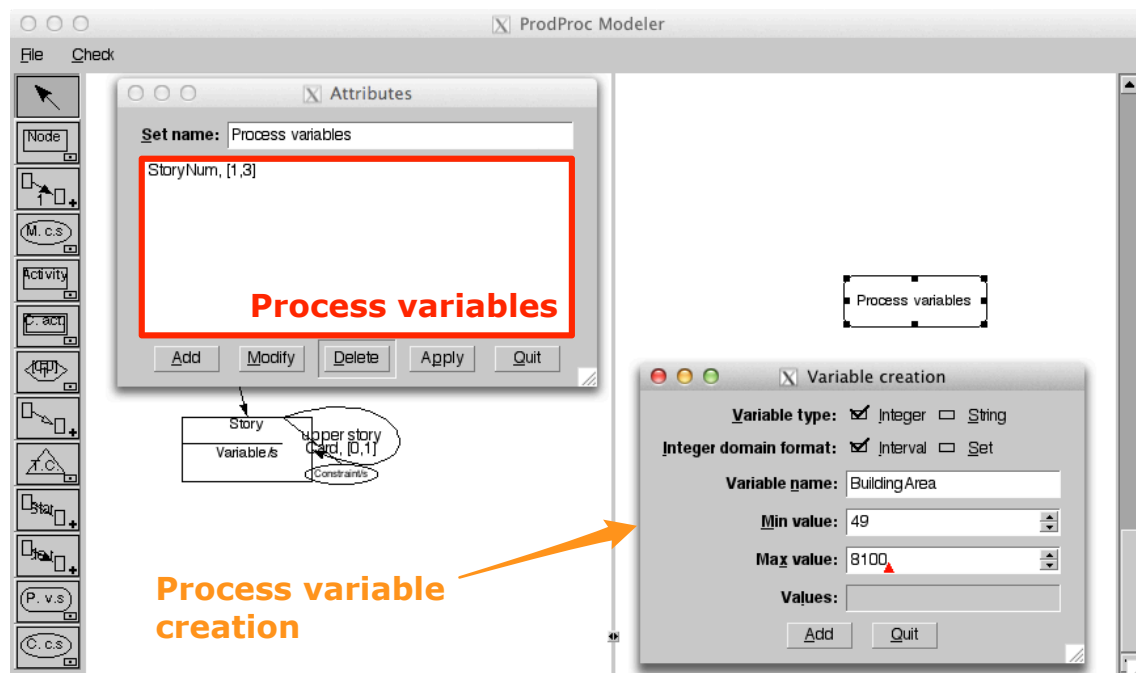 ProdProc Modeler
File Check
Attributes
Set name: Process variables
StoryNum, [1,3]
Process variables
Add Modify Delete Apply Quit
Node
1
M. c.s
Activity
C. act
T.C.
P. v.s
C. c.s
Story
Variable/s
upper story
Card, [0,1]
Constraint/s
Process variable
creation
Process variables
Variable creation
Variable type: Integer String
Integer domain format: Interval Set
Variable name: BuildingArea
Min value: 49
Max value: 8100
Values:
Add Quit